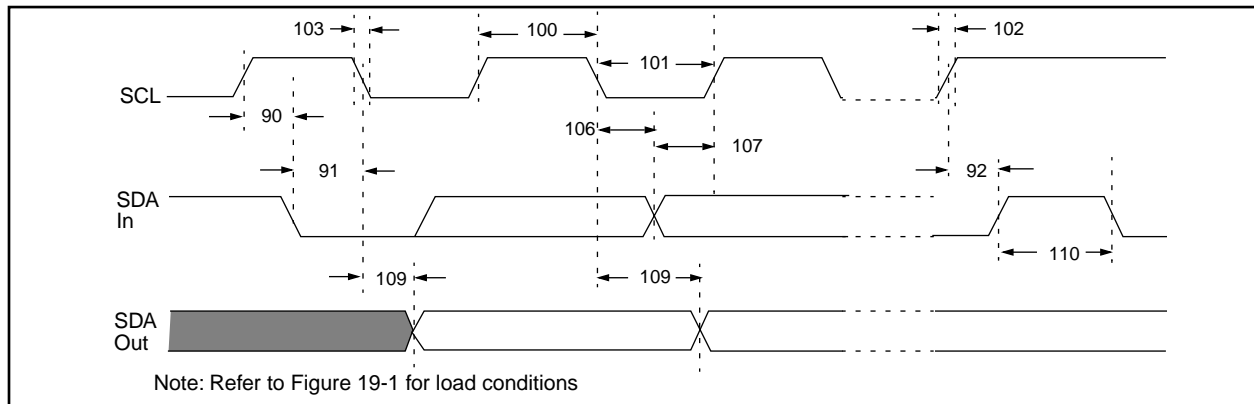 103
100
102
101
SCL
90
106
107
91
92
SDA
In
110
109
109
SDA
Out
Note: Refer to Figure 19-1 for load conditions